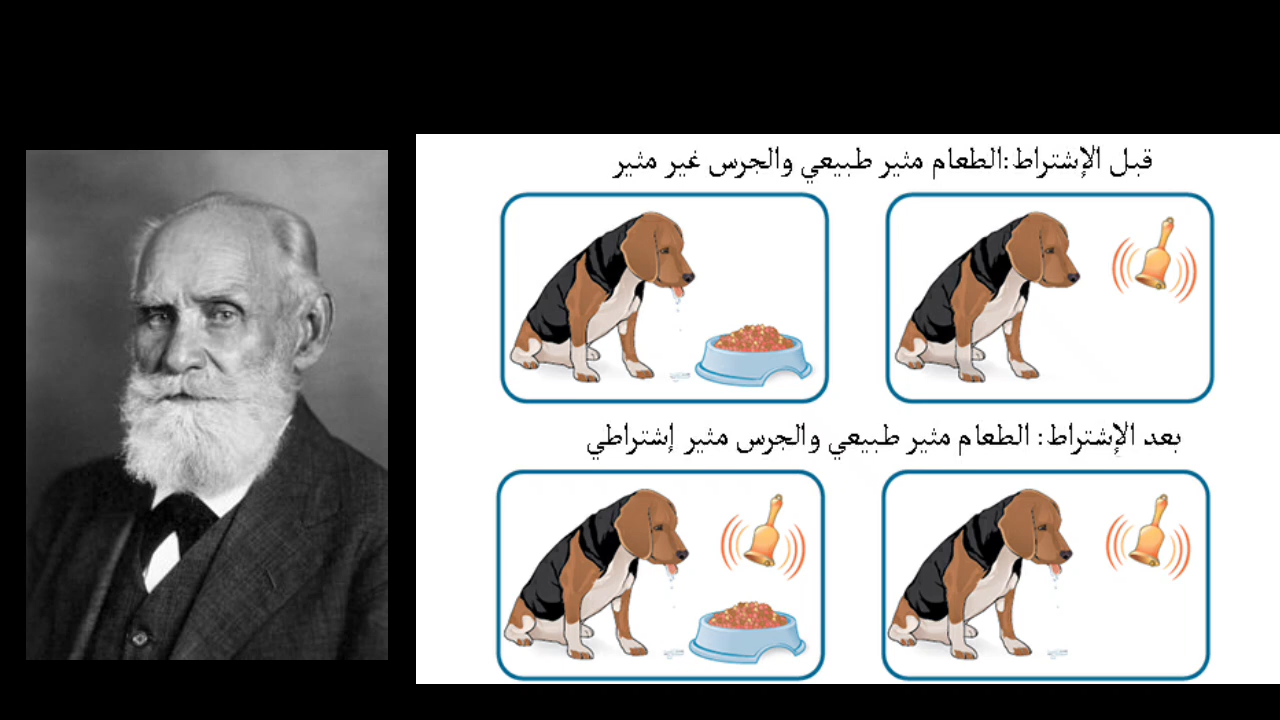 قبل الإشتراط:الطعام مثير طبيعي والجرس غير مثير
بعد الإشتراط: الطعام مثير طبيعي والجرس مثير إشتراطي